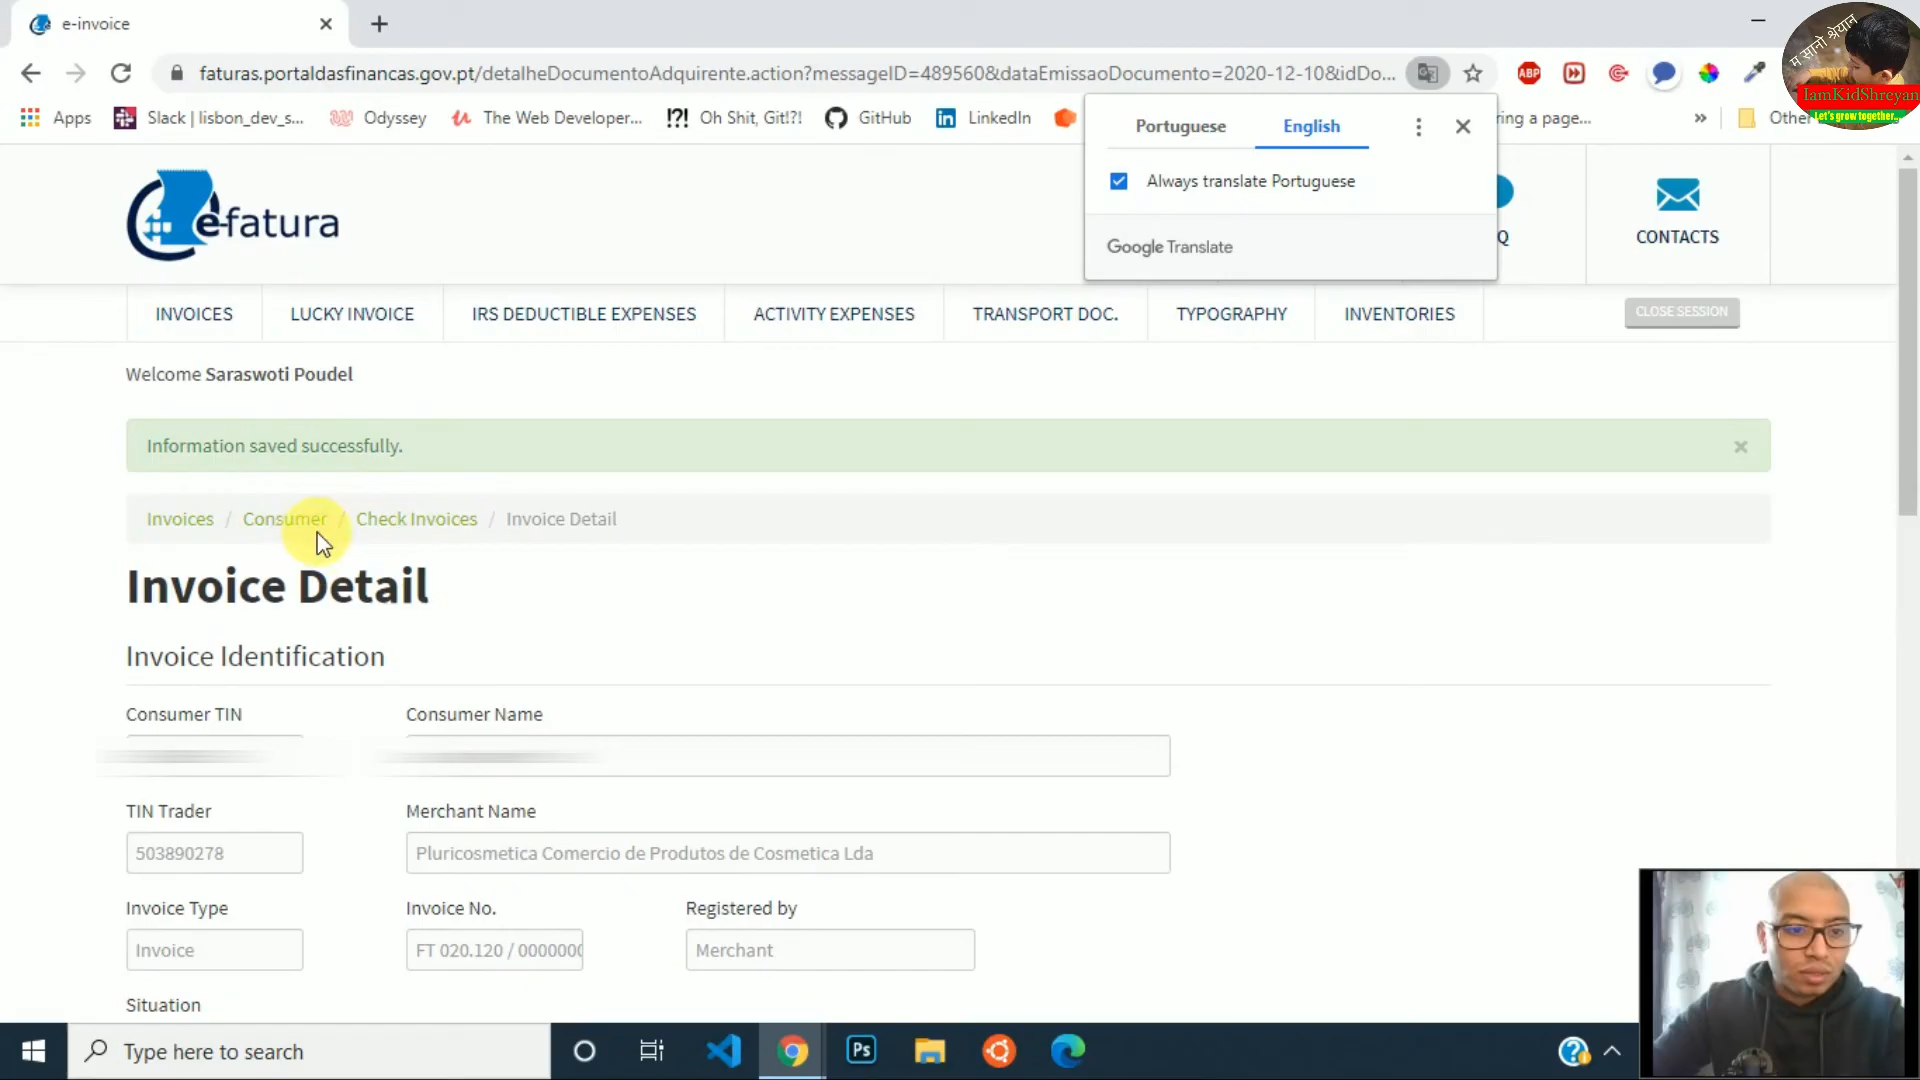 e-invoice
faturas.portaldasfinancas.gov.pt/detalheDocumentoAdquirente.action?messageID=489560&dataEmissaoDocumento=2020-12-10&idDo...
ABP
म सानो श्रेयान
IamKidShreyan
Let's grow together..
Apps
Slack | lisbon_dev_s...
Odyssey
The Web Developer...
!?! Oh Shit, Git!?!
GitHub
LinkedIn
ring a page...
»
Other
Portuguese
English
Always translate Portuguese
Google Translate
e-fatura
Q
CONTACTS
INVOICES
LUCKY INVOICE
IRS DEDUCTIBLE EXPENSES
ACTIVITY EXPENSES
TRANSPORT DOC.
TYPOGRAPHY
INVENTORIES
CLOSE SESSION
Welcome Saraswoti Poudel
Information saved successfully.
Invoices / Consumer / Check Invoices / Invoice Detail
Invoice Detail
Invoice Identification
Consumer TIN
Consumer Name
TIN Trader
Merchant Name
503890278
Pluricosmetica Comercio de Produtos de Cosmetica Lda
Invoice Type
Invoice No.
Registered by
Invoice
FT 020.120 / 0000000
Merchant
Situation
Type here to search
Ps